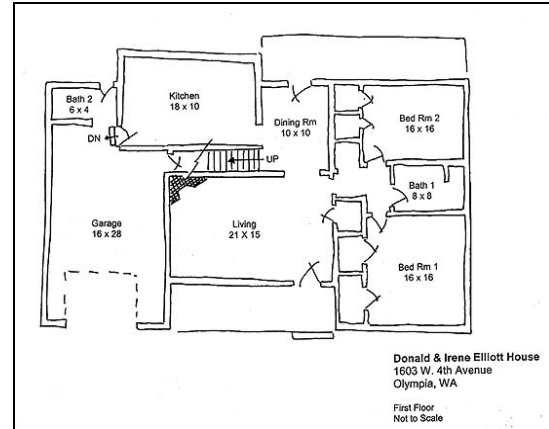 Bath 2
6 x 4
Kitchen
18 x 10
Dining Rm
10 x 10
Bed Rm 2
16 x 16
DN
UP
Bath 1
8 x 8
Garage
16 x 28
Living
21 X 15
Bed Rm 1
16 x 16
Donald & Irene Elliott House
1603 W. 4th Avenue
Olympia, WA
First Floor
Not to Scale